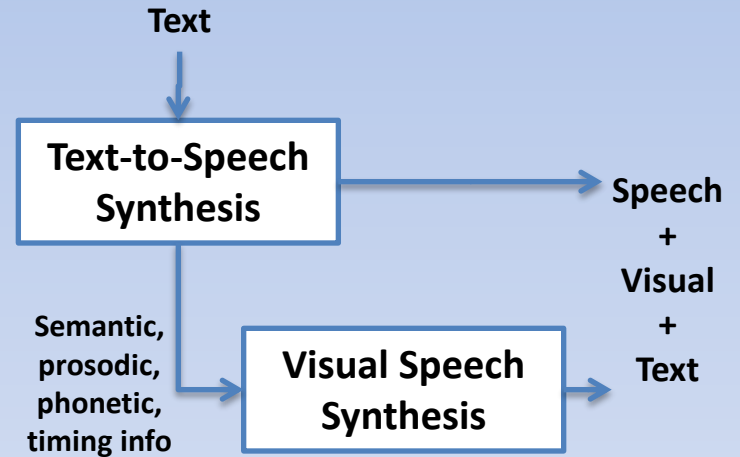 Text
Text-to-Speech
Synthesis
Speech
+
Visual
+
Text
Semantic,
prosodic,
phonetic,
timing info
Visual Speech
Synthesis